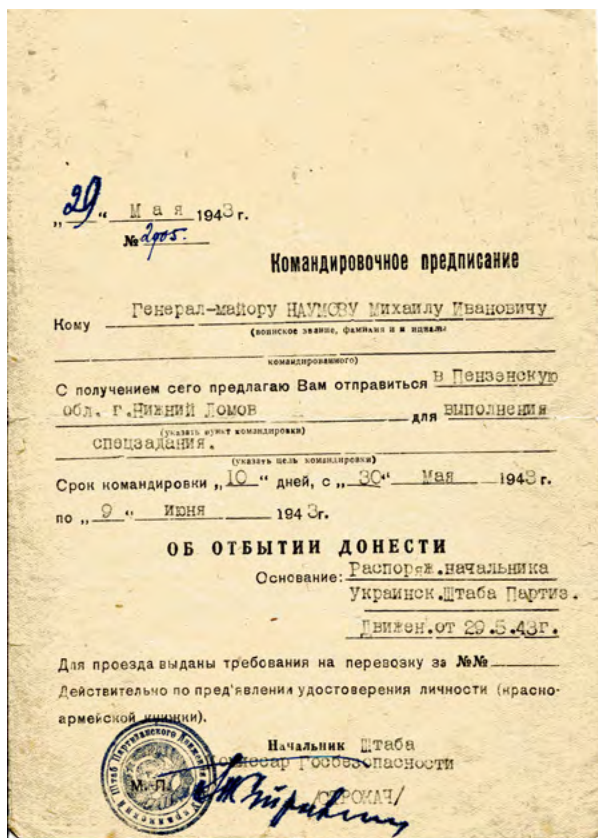 „29“ Мая 1943 г.
№ 2905.
Командировочное предписание
Кому Генерал-майору НАУМОВУ Михаилу Ивановичу
(воинское звание, фамилия и и ициалы
командированного)
С получением сего предлагаю Вам отправиться в Пензенскую
обл. г.Нижний Ломов для выполнения
(указать пункт командировки)
спецзадания.
(указать цель командировки)
Срок командировки „10“ дней, с „30“ Мая 1943 г.
по „9“ Июня 1943 г.
ОБ ОТБЫТИИ ДОНЕСТИ
Основание: Распоряж.начальника
Украинск.Штаба Партиз.
Движен.от 29.5.43г.
Для проезда выданы требования на перевозку за №№
Действительно по пред'явлении удостоверения личности (красно-
армейской книжки).
Начальник Штаба
Комиссар Госбезопасности
М.П.
/СТРОКАЧ/